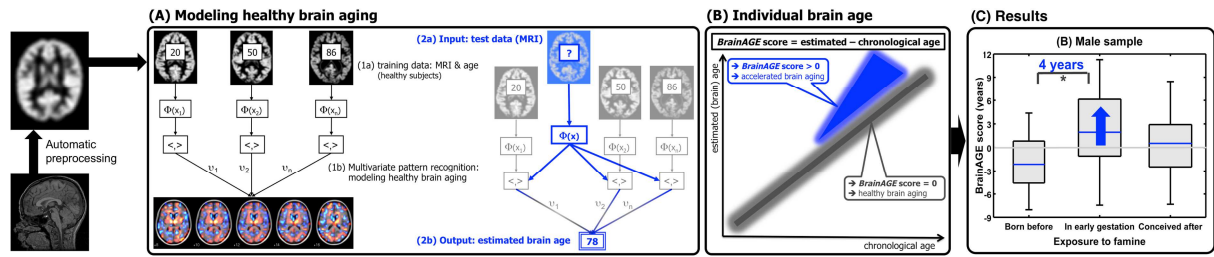 Automatic
preprocessing
(A) Modeling healthy brain aging
20
50
86
(1a) training data: MRI & age
(healthy subjects)
Φ(x1)
Φ(x2)
Φ(xn)
<,>
<,>
<,>
υ1
υ2
υn
(1b) Multivariate pattern recognition:
modeling healthy brain aging
(2a) Input: test data (MRI)
?
20
50
86
Φ(x1)
Φ(x)
Φ(xn)
<,>
<,>
<,>
υ1
υ2
υn
(2b) Output: estimated brain age
78
(B) Individual brain age
BrainAGE score = estimated − chronological age
→ BrainAGE score > 0
→ accelerated brain aging
→ BrainAGE score = 0
→ healthy brain aging
estimated (brain) age
chronological age
(C) Results
(B) Male sample
4 years
*
BrainAGE score (years)
12
9
6
3
0
-3
-6
-9
Born before
In early gestation
Conceived after
Exposure to famine